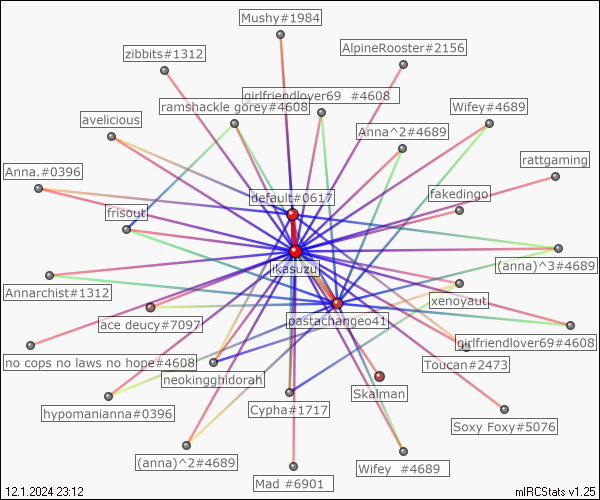 Mushy#1984
AlpineRooster#2156
zibbits#1312
girlfriendlover69  #4608
ramshackle gorey#4608
Wifey#4689
avelicious
Anna^2#4689
rattgaming
Anna.#0396
fakedingo
default#0617
frisout
(anna)^3#4689
ikasuzu
Annarchist#1312
xenoyaut
ace deucy#7097
pastachangeo41
girlfriendlover69#4608
no cops no laws no hope#4608
Toucan#2473
neokingghidorah
Skalman
hypomanianna#0396
Cypha#1717
Soxy Foxy#5076
(anna)^2#4689
Wifey  #4689
Mad #6901
12.1.2024 23:12
mIRCStats v1.25